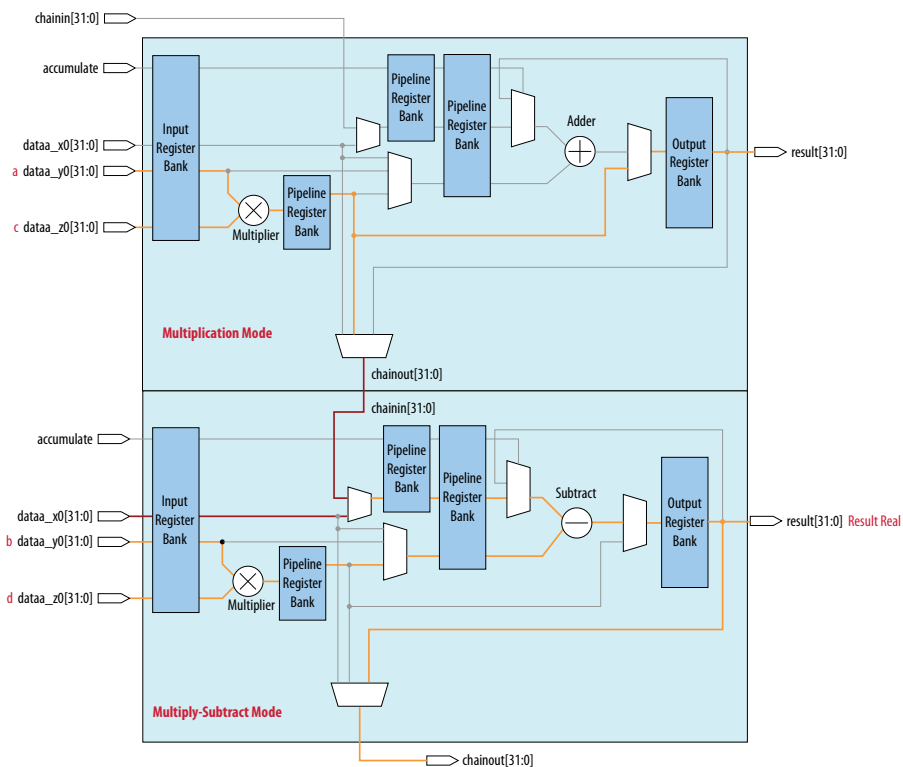 chainin[31:0]
accumulate
dataa_x0[31:0]
a dataa_y0[31:0]
c dataa_z0[31:0]
Input
Register
Bank
Multiplier
Pipeline
Register
Bank
Pipeline
Register
Bank
Pipeline
Register
Bank
Adder
Output
Register
Bank
result[31:0]
Multiplication Mode
chainout[31:0]
chainin[31:0]
accumulate
dataa_x0[31:0]
b dataa_y0[31:0]
d dataa_z0[31:0]
Input
Register
Bank
Multiplier
Pipeline
Register
Bank
Pipeline
Register
Bank
Pipeline
Register
Bank
Subtract
Output
Register
Bank
result[31:0] Result Real
Multiply-Subtract Mode
chainout[31:0]